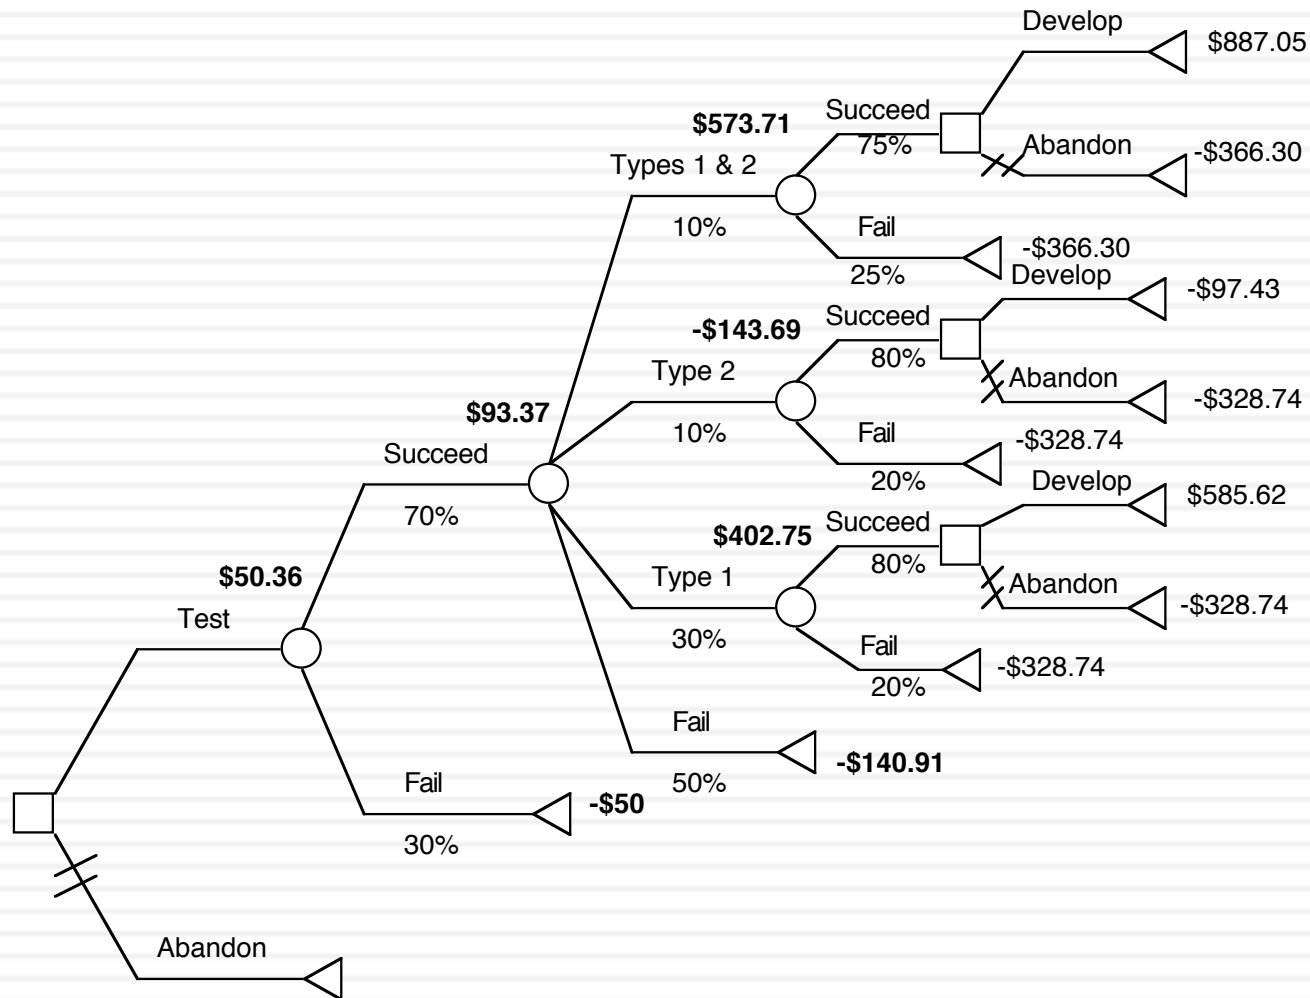 Develop
$887.05
Succeed
$573.71
75%
Abandon
-$366.30
Types 1 & 2
10%
Fail
-$366.30
25%
Develop
-$97.43
Succeed
-$143.69
80%
Type 2
Abandon
-$328.74
$93.37
10%
Fail
-$328.74
Succeed
20%
Develop
$585.62
70%
Succeed
$402.75
80%
Type 1
Abandon
-$328.74
$50.36
Test
30%
Fail
-$328.74
20%
Fail
-$140.91
50%
Fail
-$50
30%
Abandon